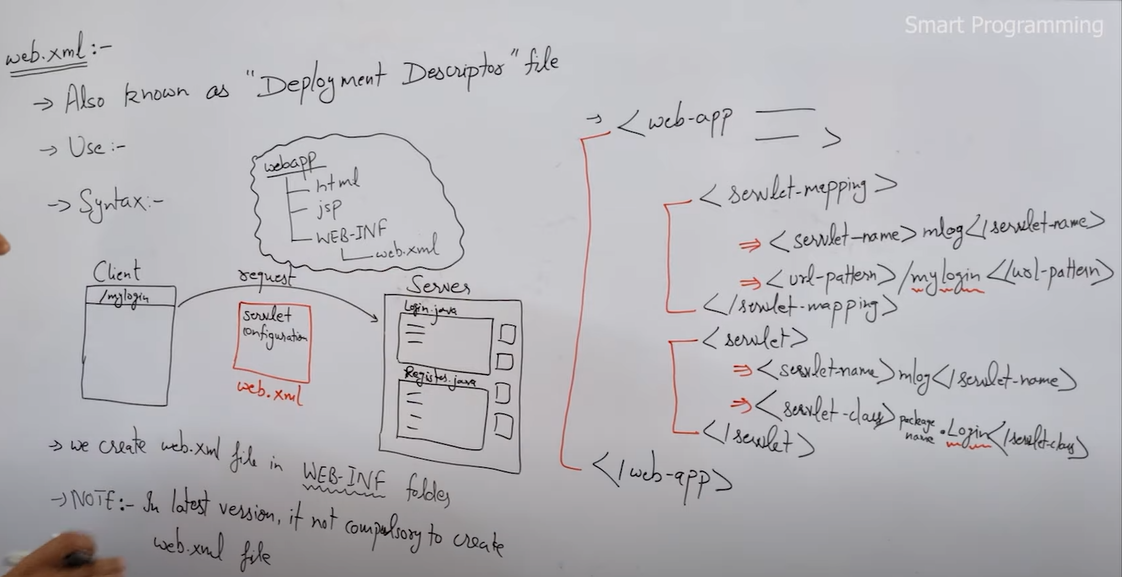 Smart Programming
web.xml:-
→ Also known as "Deployment Descriptor" file
→ Use:-
→ Syntax:-
webapp
html
jsp
WEB-INF
web.xml
Client
/mylogin
request
servlet
configuration
web.xml
Server
Login.java
Register.java
→ we create web.xml file in WEB-INF folder
→ NOTE:- In latest version, it not compulsory to create
web.xml file
→ <web-app
>
<servlet-mapping>
⇒ <servlet-name>mlog</servlet-name>
⇒ <url-pattern>/mylogin</url-pattern>
</servlet-mapping>
<servlet>
⇒ <servlet-name>mlog</servlet-name>
⇒ <servlet-class>package name.Login</servlet-class>
</servlet>
</web-app>